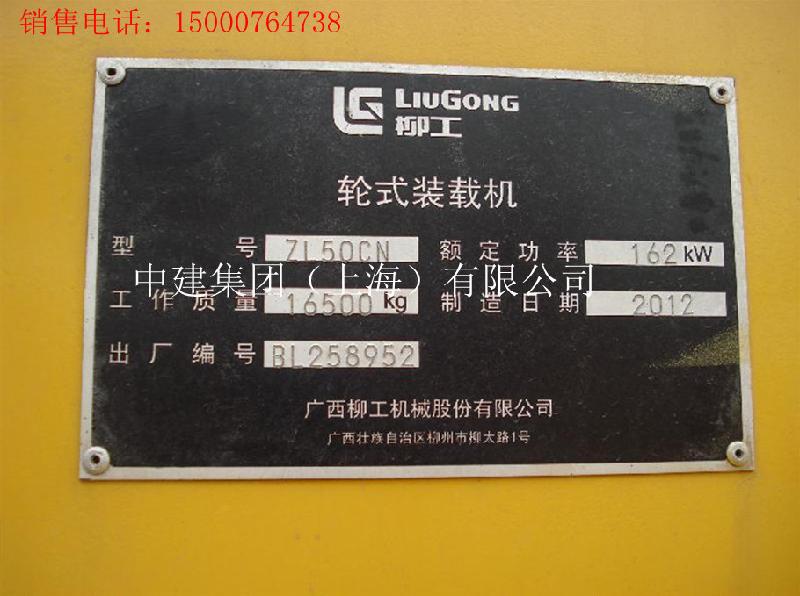 销售电话：15000764738
LIUGONG
柳工
轮式装载机
型 号 ZL50CN 额定功率 162 kW
中建集团（上海）有限公司
工作质量 16500 kg 制造日期 2012
出厂编号 BL258952
广西柳工机械股份有限公司
广西壮族自治区柳州市柳太路1号